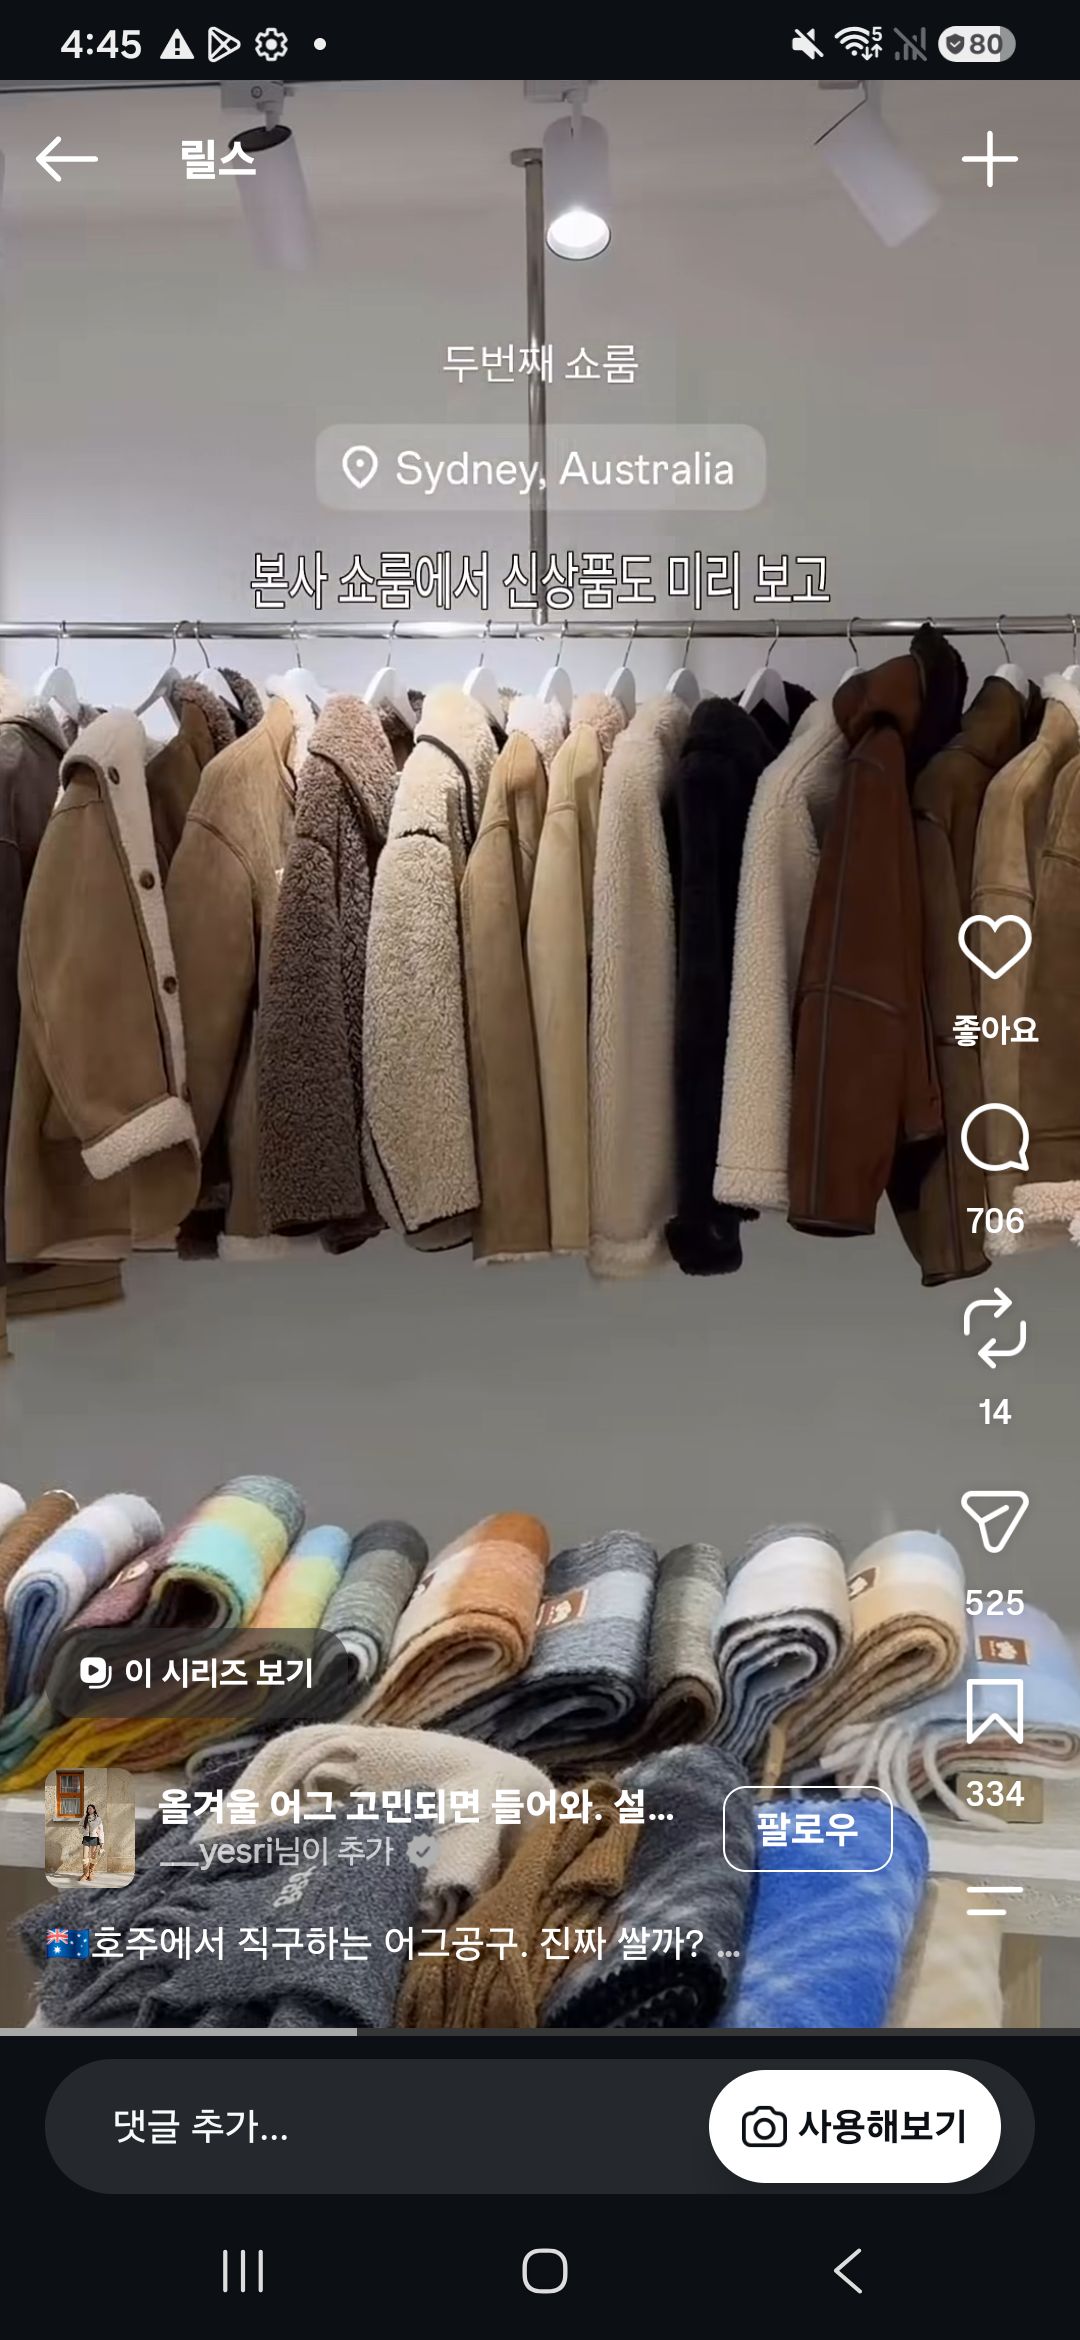 4:45
80
릴스
두번째 쇼룸
Sydney, Australia
본사 쇼룸에서 신상품도 미리 보고
좋아요
706
14
525
이 시리즈 보기
334
올겨울 어그 고민되면 들어와. 설...
팔로우
__yesri님이 추가
🇦🇺호주에서 직구하는 어그공구. 진짜 쌀까? ...
댓글 추가...
사용해보기